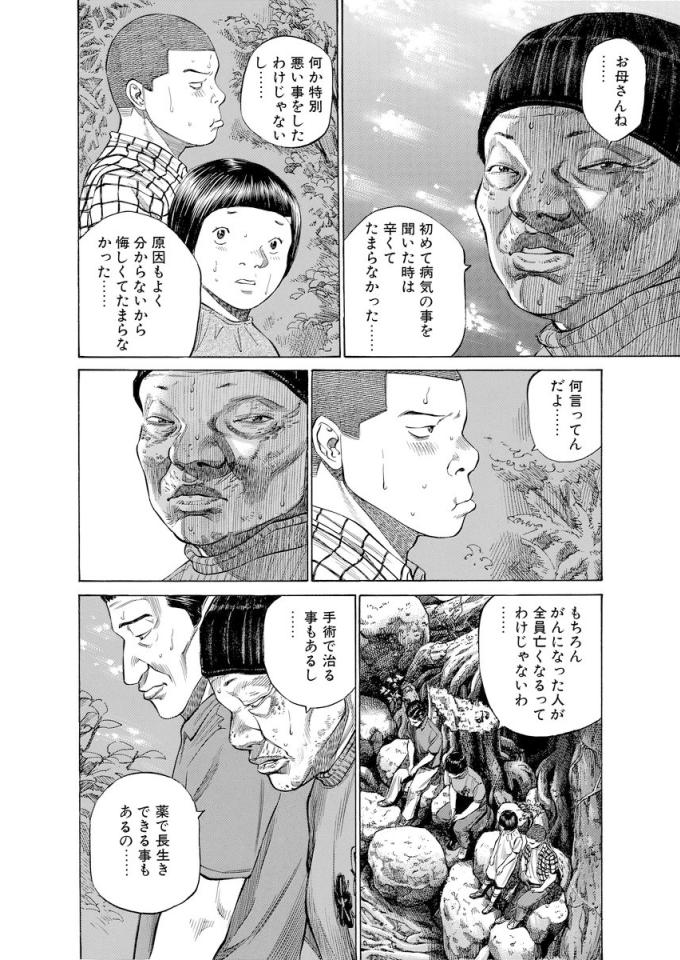 お母さんね
……
初めて病気の事を
聞いた時は
辛くて
たまらなかった
……
何か特別
悪い事をした
わけじゃない
し……
原因もよく
分からないから
悔しくてたまらな
かった……
何言ってん
だよ……
もちろん
がんになった人が
全員亡くなるって
わけじゃないわ
……
手術で治る
事もあるし
……
薬で長生き
できる事も
あるの……